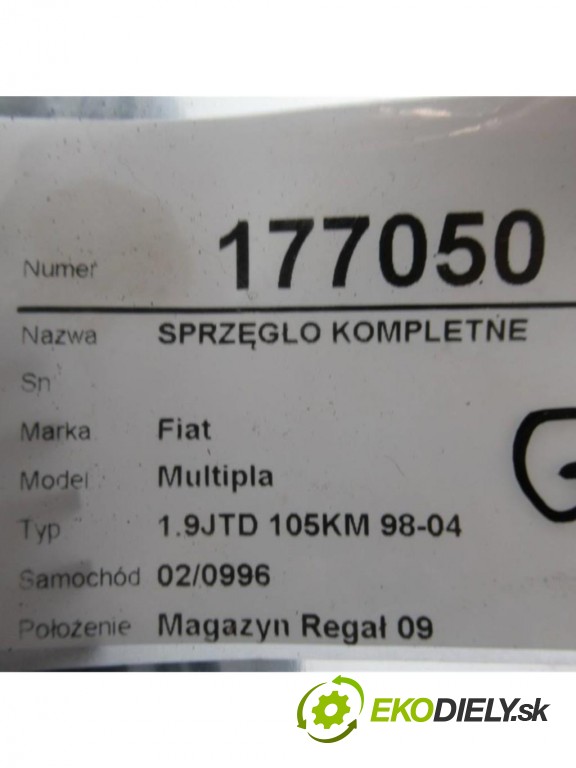 Numer 177050
Nazwa SPRZĘGLO KOMPLETNE
Sn
Marka Fiat
Model Multipla
Typ 1.9JTD 105KM 98-04
Samochód 02/0996
Położenie Magazyn Regał 09
EKODIELY.sk